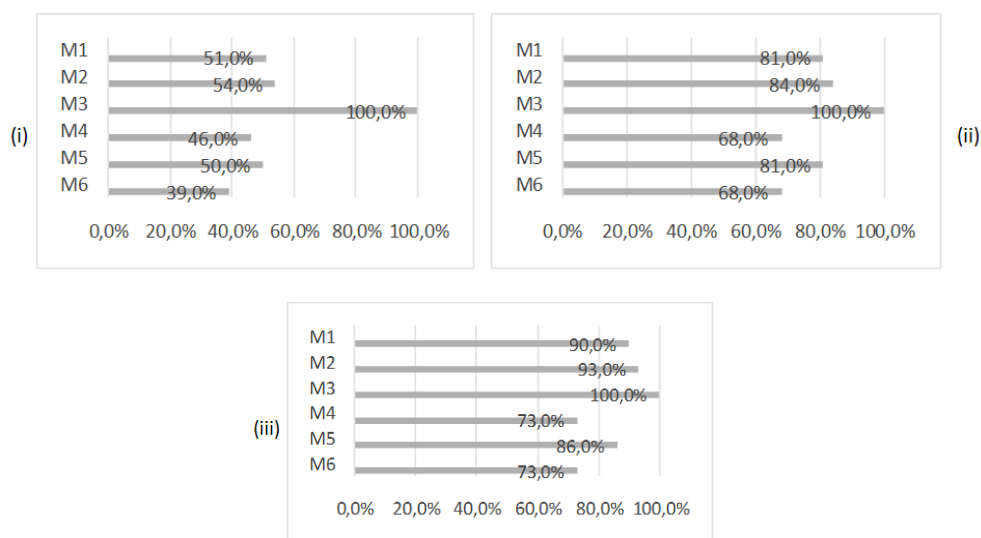 (i)
M1 51,0%
M2 54,0%
M3 100,0%
M4 46,0%
M5 50,0%
M6 39,0%
0,0% 20,0% 40,0% 60,0% 80,0% 100,0%
(ii)
M1 81,0%
M2 84,0%
M3 100,0%
M4 68,0%
M5 81,0%
M6 68,0%
0,0% 20,0% 40,0% 60,0% 80,0% 100,0%
(iii)
M1 90,0%
M2 93,0%
M3 100,0%
M4 73,0%
M5 86,0%
M6 73,0%
0,0% 20,0% 40,0% 60,0% 80,0% 100,0%